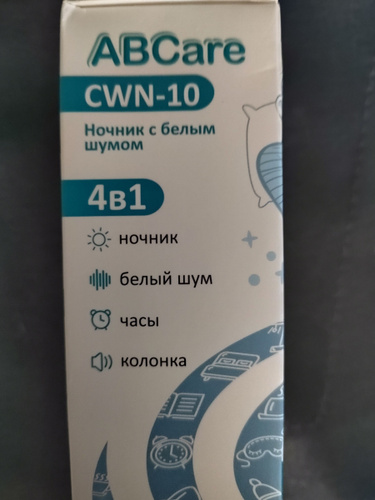 ABCare
CWN-10
Ночник с белым
шумом
4в1
ночник
белый шум
часы
колонка